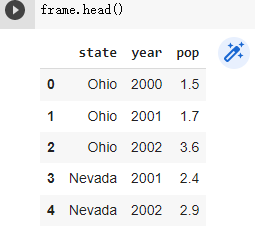 frame.head()
state year pop
0 Ohio 2000 1.5
1 Ohio 2001 1.7
2 Ohio 2002 3.6
3 Nevada 2001 2.4
4 Nevada 2002 2.9